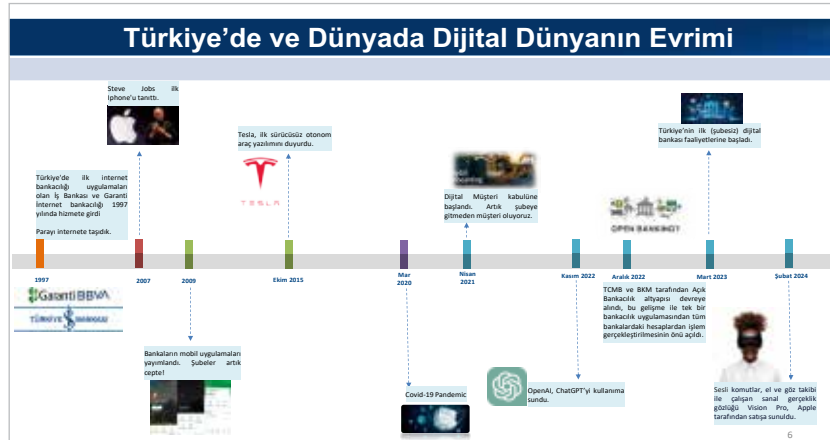 Türkiye’de ve Dünyada Dijital Dünyanın Evrimi
Steve Jobs ilk
Iphone’u tanıttı.
Türkiye’de ilk internet
bankacılığı uygulamaları
olan İş Bankası ve Garanti
İnternet bankacılığı 1997
yılında hizmete girdi
Parayı internete taşıdık.
Tesla, ilk sürücüsüz otonom
araç yazılımını duyurdu.
TESLA
Dijital Müşteri kabulüne
başlandı. Artık şubeye
gitmeden müşteri oluyoruz.
OPEN BANKING
Türkiye’nin ilk (şubesiz) dijital
bankası faaliyetlerine başladı.
1997
2007
2009
Ekim 2015
Mar
2020
Nisan
2021
Kasım 2022
Aralık 2022
Mart 2023
Şubat 2024
Garanti BBVA
TÜRKİYE İŞ BANKASI
Bankaların mobil uygulamaları
yayımlandı. Şubeler artık
cepte!
Covid-19 Pandemic
OpenAI, ChatGPT’yi kullanıma
sundu.
TCMB ve BKM tarafından Açık
Bankacılık altyapısı devreye
alındı, bu gelişme ile tek bir
bankacılık uygulamasından tüm
bankalardaki hesaplardan işlem
gerçekleştirilmesinin önü açıldı.
Sesli komutlar, el ve göz takibi
ile çalışan sanal gerçeklik
gözlüğü Vision Pro, Apple
tarafından satışa sunuldu.
6